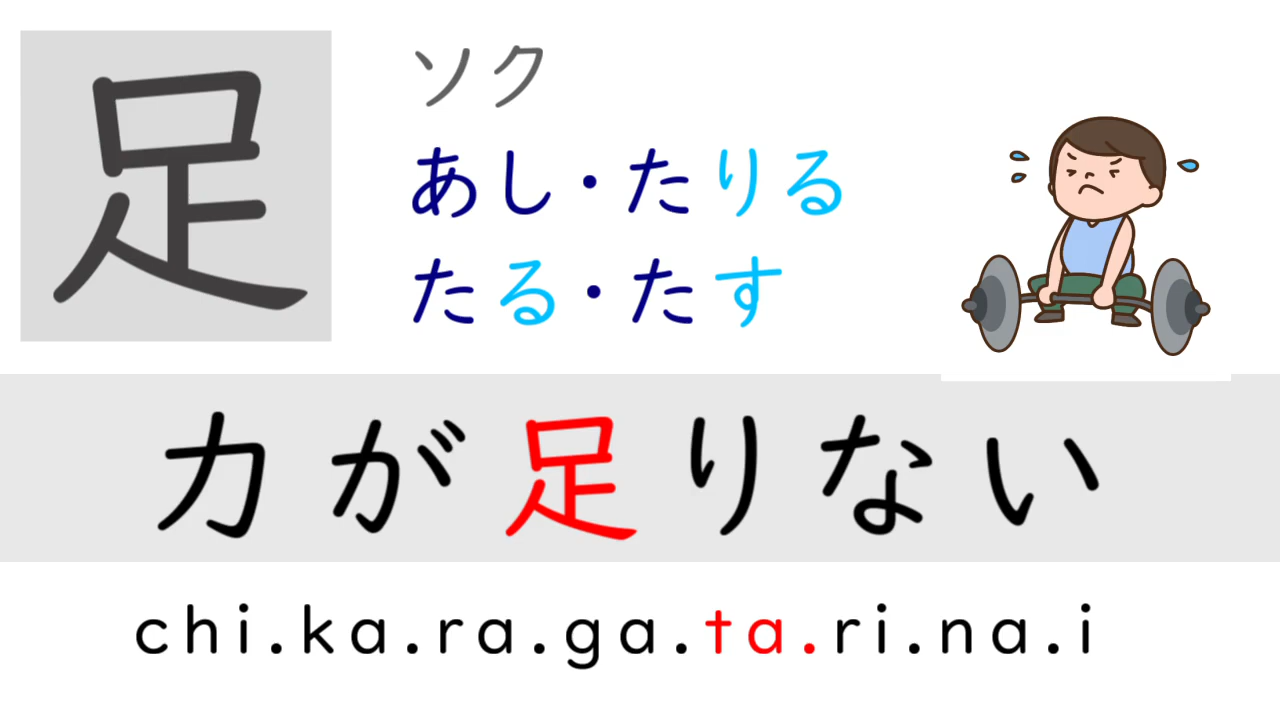 足
ソク
あし・たりる
たる・たす
力が足りない
chi.ka.ra.ga.ta.ri.na.i